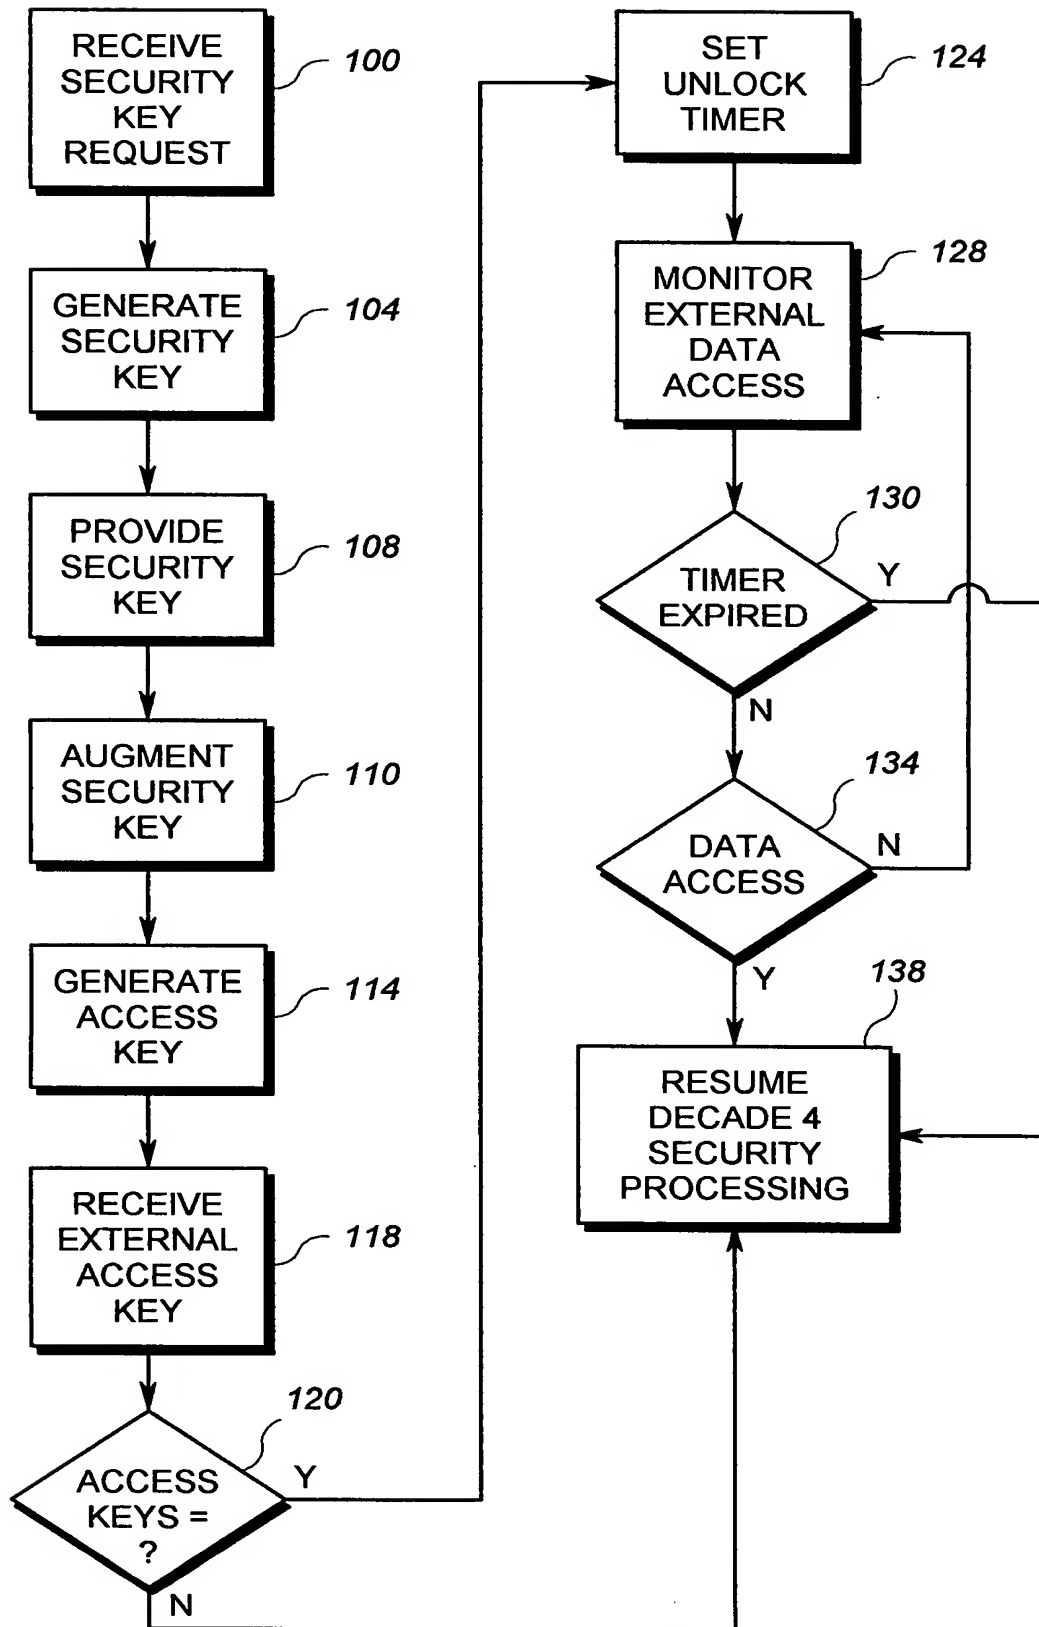 RECEIVE
SECURITY
KEY
REQUEST
100
GENERATE
SECURITY
KEY
104
PROVIDE
SECURITY
KEY
108
AUGMENT
SECURITY
KEY
110
GENERATE
ACCESS
KEY
114
RECEIVE
EXTERNAL
ACCESS
KEY
118
ACCESS
KEYS =
?
120
Y
N
SET
UNLOCK
TIMER
124
MONITOR
EXTERNAL
DATA
ACCESS
128
TIMER
EXPIRED
130
Y
N
DATA
ACCESS
134
N
Y
RESUME
DECADE 4
SECURITY
PROCESSING
138